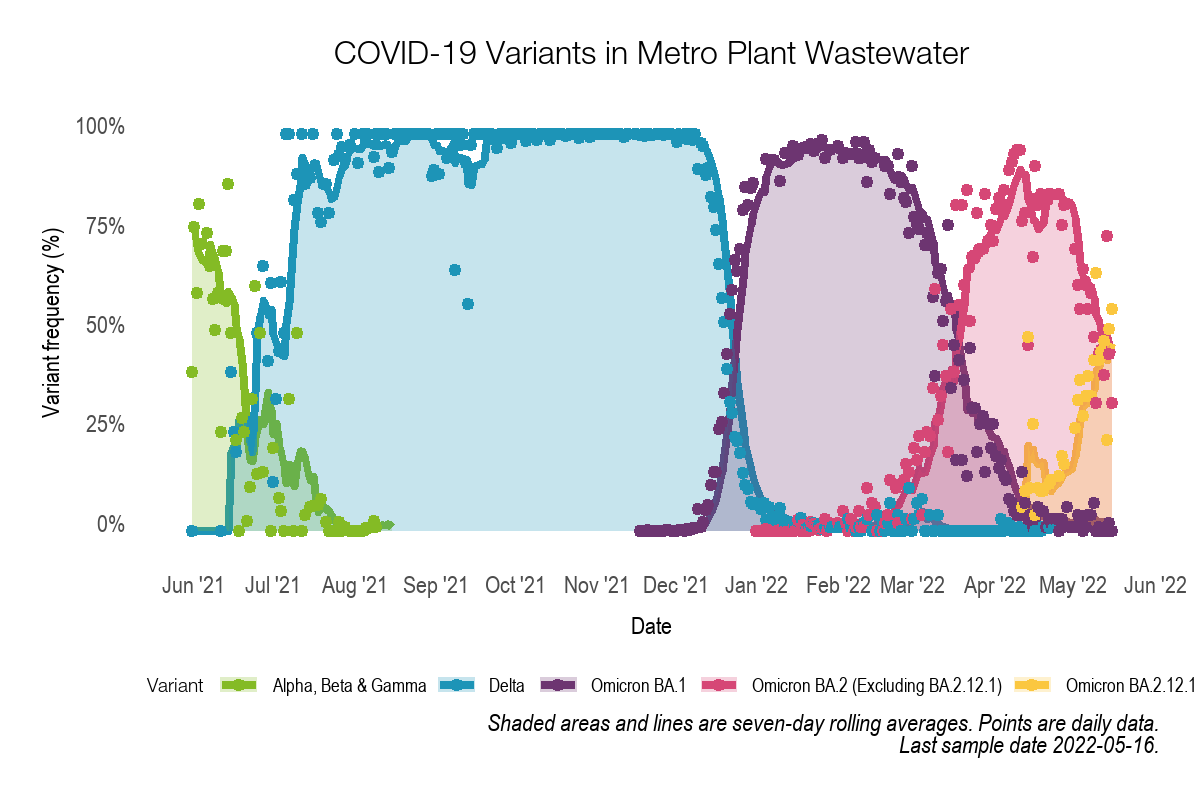 COVID-19 Variants in Metro Plant Wastewater
Variant frequency (%)
100%
75%
50%
25%
0%
Jun '21 Jul '21 Aug '21 Sep '21 Oct '21 Nov '21 Dec '21 Jan '22 Feb '22 Mar '22 Apr '22 May '22 Jun '22
Date
Variant Alpha, Beta & Gamma Delta Omicron BA.1 Omicron BA.2 (Excluding BA.2.12.1) Omicron BA.2.12.1
Shaded areas and lines are seven-day rolling averages. Points are daily data.
Last sample date 2022-05-16.